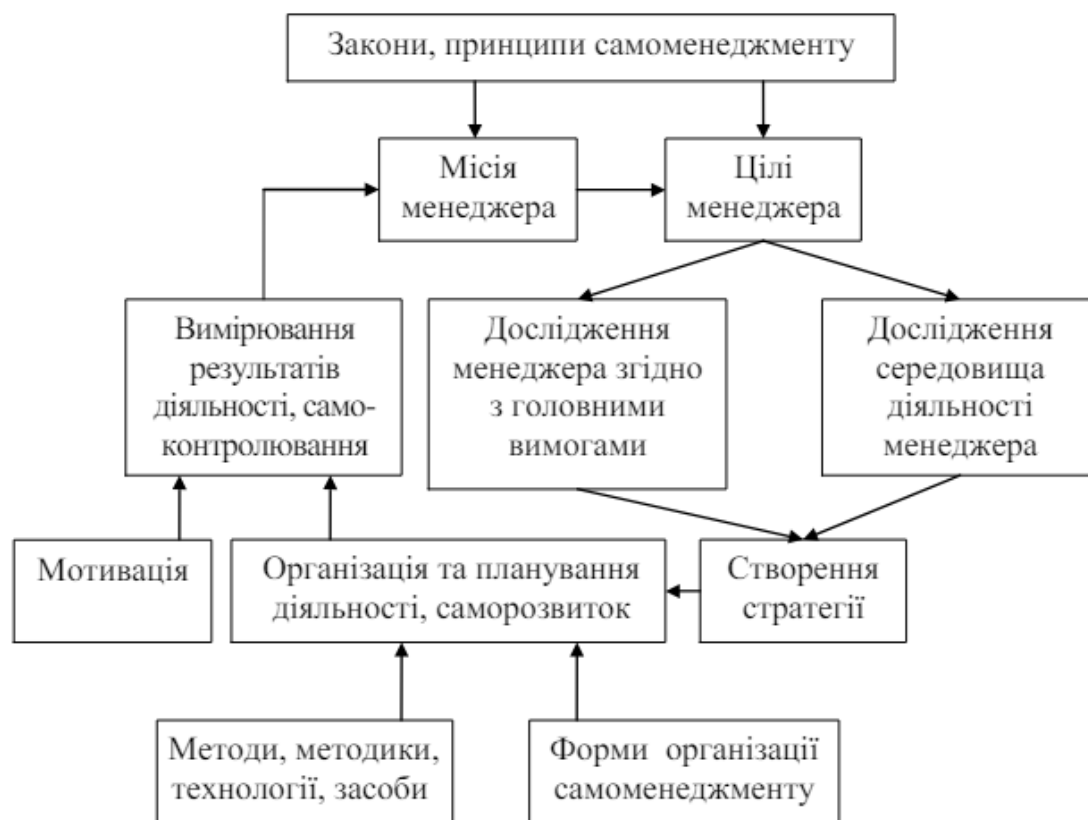 Закони, принципи самоменеджменту
Місія
менеджера
Цілі
менеджера
Вимірювання
результатів
діяльності, само-
контролювання
Дослідження
менеджера згідно
з головними
вимогами
Дослідження
середовища
діяльності
менеджера
Мотивація
Організація та планування
діяльності, саморозвиток
Створення
стратегії
Методи, методики,
технології, засоби
Форми організації
самоменеджменту